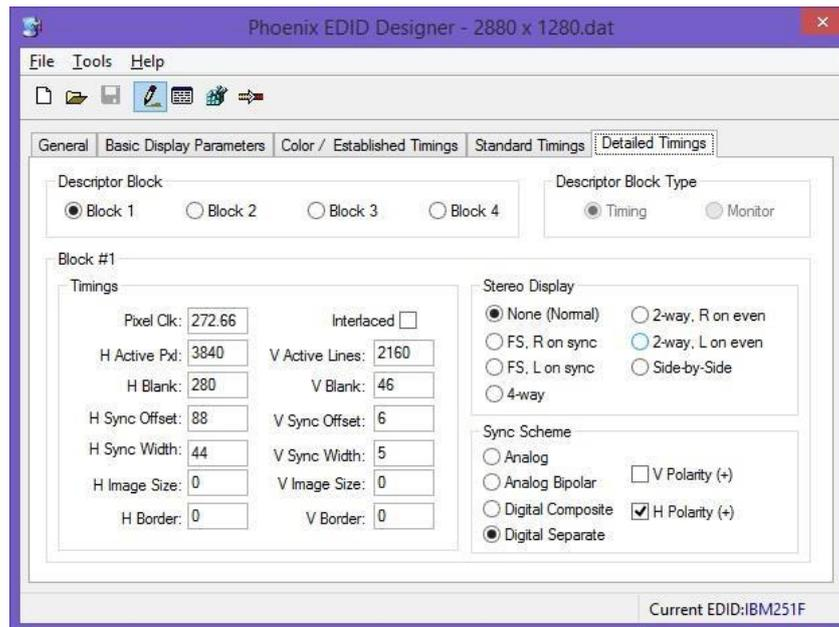 Phoenix EDID Designer - 2880 x 1280.dat
File Tools Help
General Basic Display Parameters Color / Established Timings Standard Timings Detailed Timings
Descriptor Block
Block 1 Block 2 Block 3 Block 4
Descriptor Block Type
Timing Monitor
Block #1
Timings
Pixel Clk: 272.66 Interlaced
H Active Pxl: 3840 V Active Lines: 2160
H Blank: 280 V Blank: 46
H Sync Offset: 88 V Sync Offset: 6
H Sync Width: 44 V Sync Width: 5
H Image Size: 0 V Image Size: 0
H Border: 0 V Border: 0
Stereo Display
None (Normal) 2-way, R on even
FS, R on sync 2-way, L on even
FS, L on sync Side-by-Side
4-way
Sync Scheme
Analog
Analog Bipolar V Polarity (+)
Digital Composite H Polarity (+)
Digital Separate
Current EDID:IBM251F